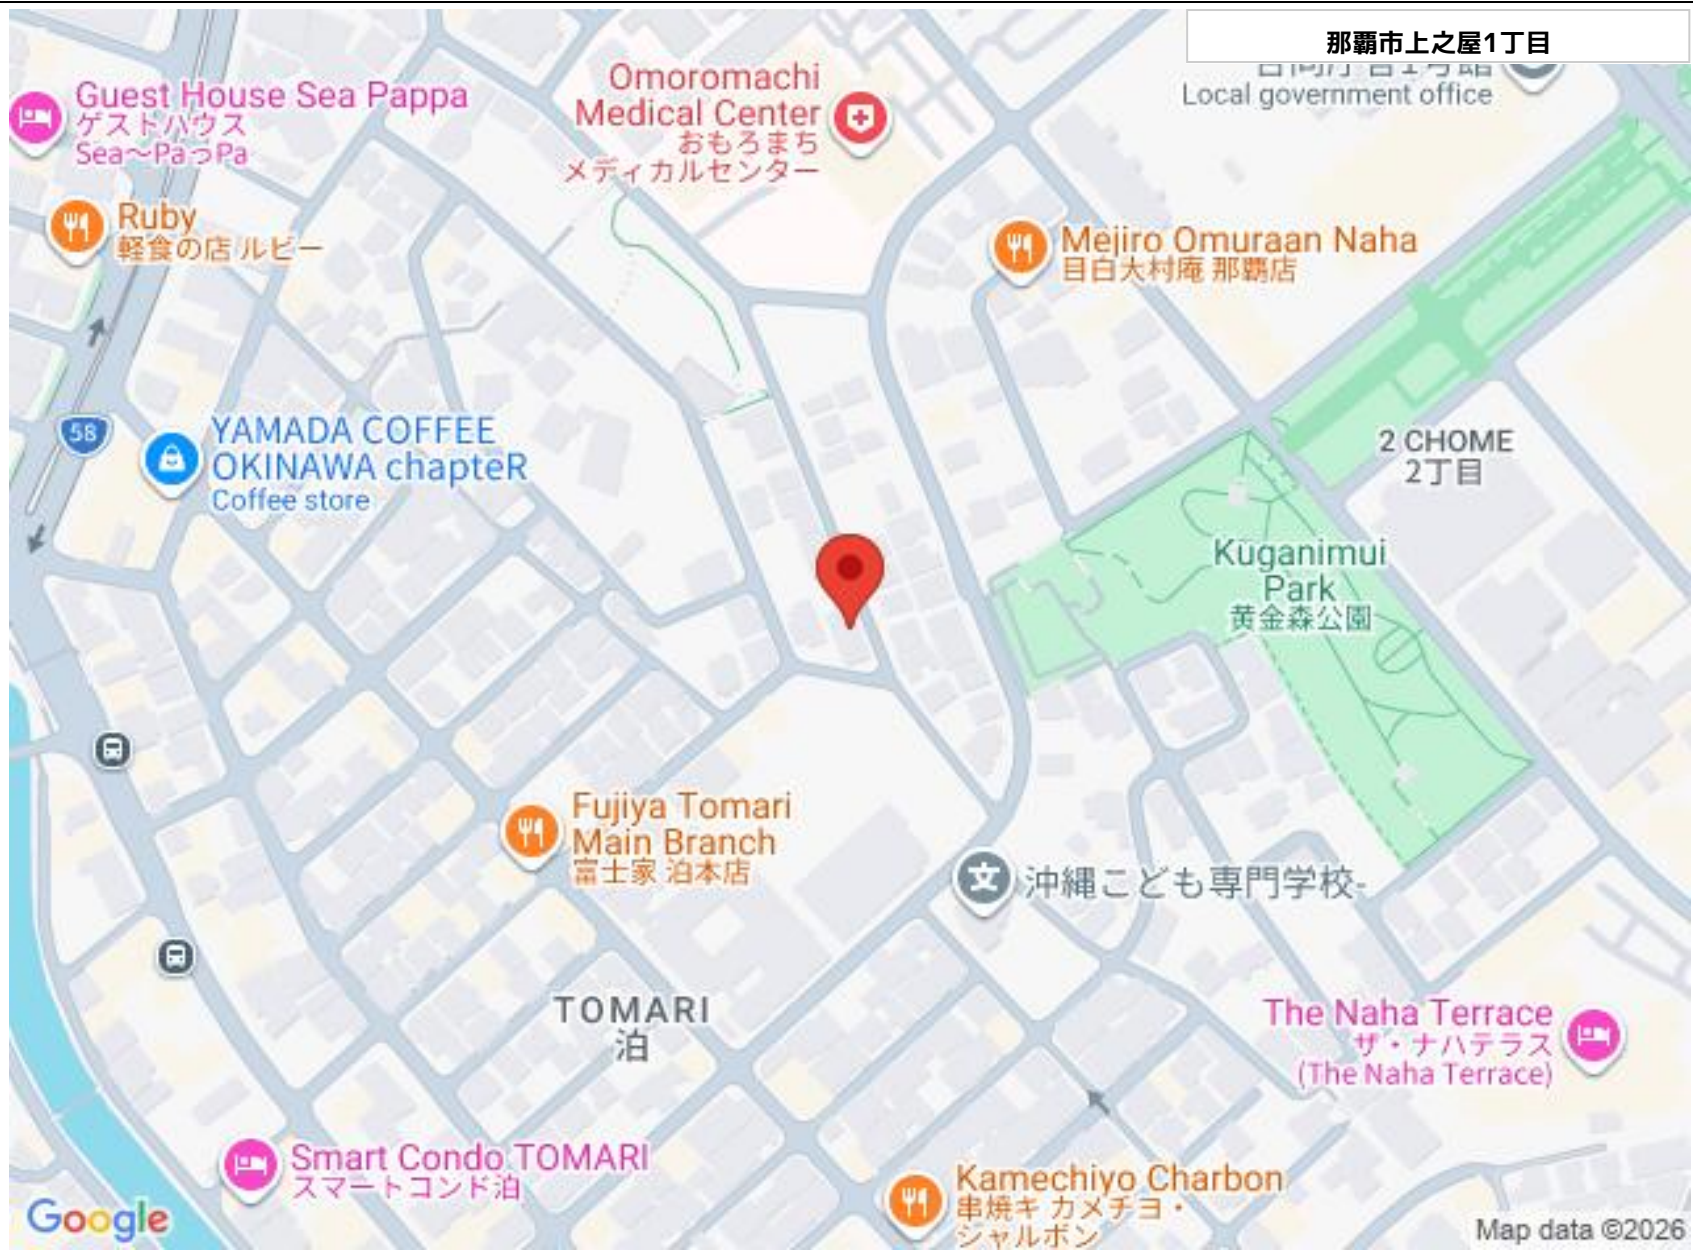 那覇市上之屋1丁目
Local government office
Guest House Sea Pappa
ゲストハウス
Sea〜PaっPa
Omoromachi
Medical Center
おもろまち
メディカルセンター
Ruby
軽食の店 ルビー
Mejiro Omuraan Naha
目白大村庵 那覇店
58
YAMADA COFFEE
OKINAWA chapteR
Coffee store
2 CHOME
2丁目
Kuganimui
Park
黄金森公園
Fujiya Tomari
Main Branch
富士家 泊本店
文
沖縄こども専門学校-
TOMARI
泊
The Naha Terrace
ザ・ナハテラス
(The Naha Terrace)
Smart Condo TOMARI
スマートコンド泊
Kamechiyo Charbon
串焼キ カメチヨ・
シャルボン
Google
Map data ©2026